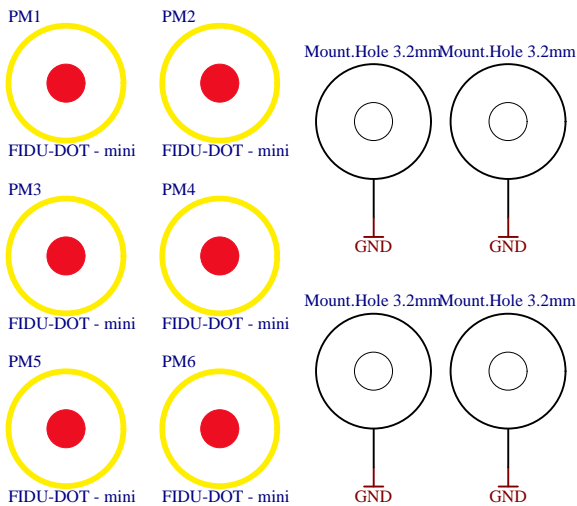 PM1
PM2
FIDU-DOT - mini
FIDU-DOT - mini
Mount.Hole 3.2mm
Mount.Hole 3.2mm
GND
GND
PM3
PM4
FIDU-DOT - mini
FIDU-DOT - mini
Mount.Hole 3.2mm
Mount.Hole 3.2mm
GND
GND
PM5
PM6
FIDU-DOT - mini
FIDU-DOT - mini